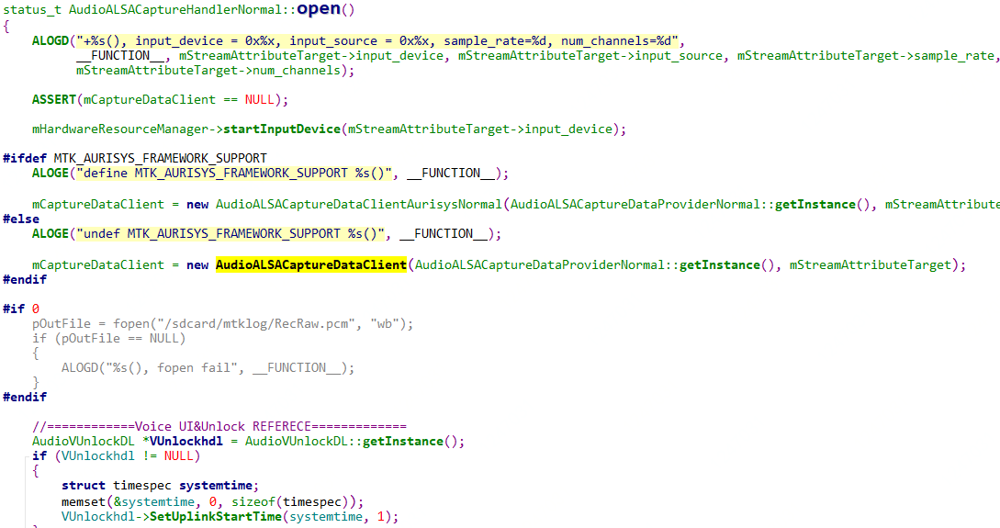 status_t AudioALSACaptureHandlerNormal::open()
{
    ALOGD("+%s(), input_device = 0x%x, input_source = 0x%x, sample_rate=%d, num_channels=%d",
          __FUNCTION__, mStreamAttributeTarget->input_device, mStreamAttributeTarget->input_source, mStreamAttributeTarget->sample_rate,
          mStreamAttributeTarget->num_channels);
    ASSERT(mCaptureDataClient == NULL);
    mHardwareResourceManager->startInputDevice(mStreamAttributeTarget->input_device);
#ifdef MTK_AURISYS_FRAMEWORK_SUPPORT
    ALOGE("define MTK_AURISYS_FRAMEWORK_SUPPORT %s()", __FUNCTION__);
    mCaptureDataClient = new AudioALSACaptureDataClientAurisysNormal(AudioALSACaptureDataProviderNormal::getInstance(), mStreamAttribute
#else
    ALOGE("undef MTK_AURISYS_FRAMEWORK_SUPPORT %s()", __FUNCTION__);
    mCaptureDataClient = new AudioALSACaptureDataClient(AudioALSACaptureDataProviderNormal::getInstance(), mStreamAttributeTarget);
#endif
#if 0
    pOutFile = fopen("/sdcard/mtklog/RecRaw.pcm", "wb");
    if (pOutFile == NULL)
    {
        ALOGD("%s(), fopen fail", __FUNCTION__);
    }
#endif
    //============Voice UI&Unlock REFERECE=============
    AudioVUnlockDL *VUnlockhdl = AudioVUnlockDL::getInstance();
    if (VUnlockhdl != NULL)
    {
        struct timespec systemtime;
        memset(&systemtime, 0, sizeof(timespec));
        VUnlockhdl->SetUplinkStartTime(systemtime, 1);